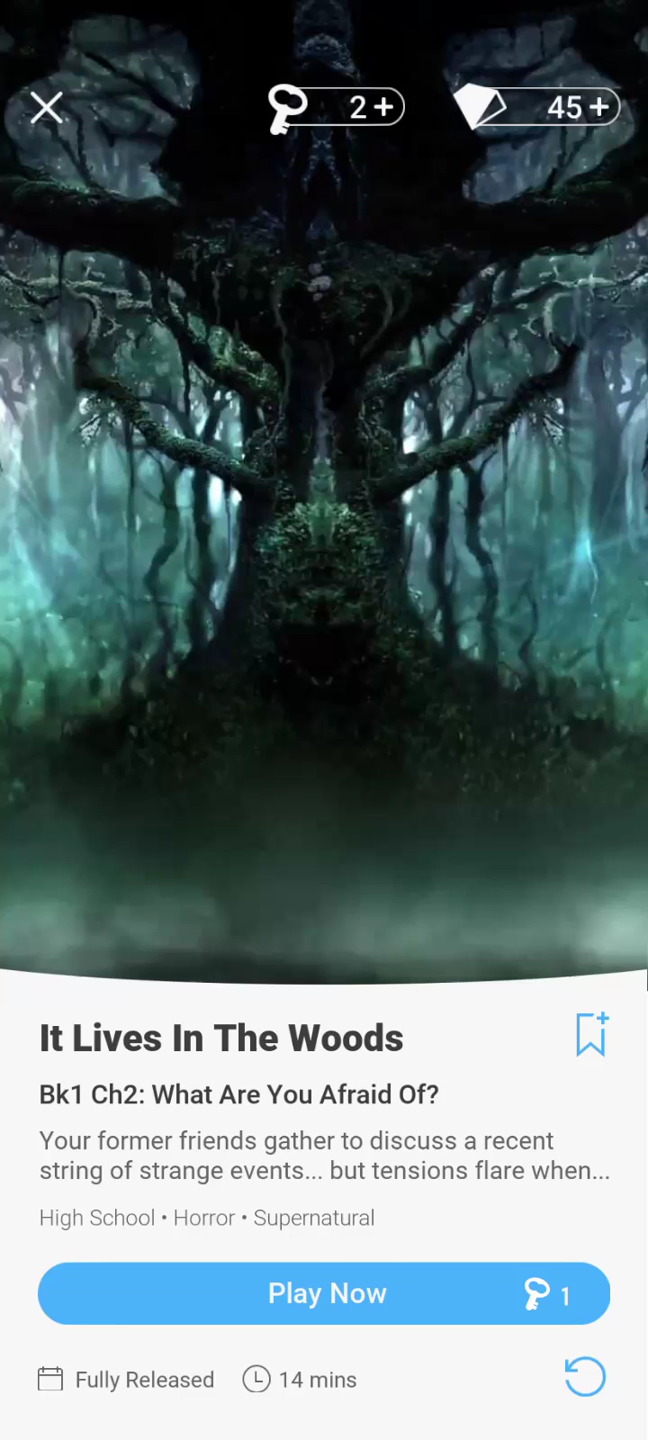 2 +
45 +
It Lives In The Woods
Bk1 Ch2: What Are You Afraid Of?
Your former friends gather to discuss a recent
string of strange events... but tensions flare when...
High School • Horror • Supernatural
Play Now 1
Fully Released 14 mins